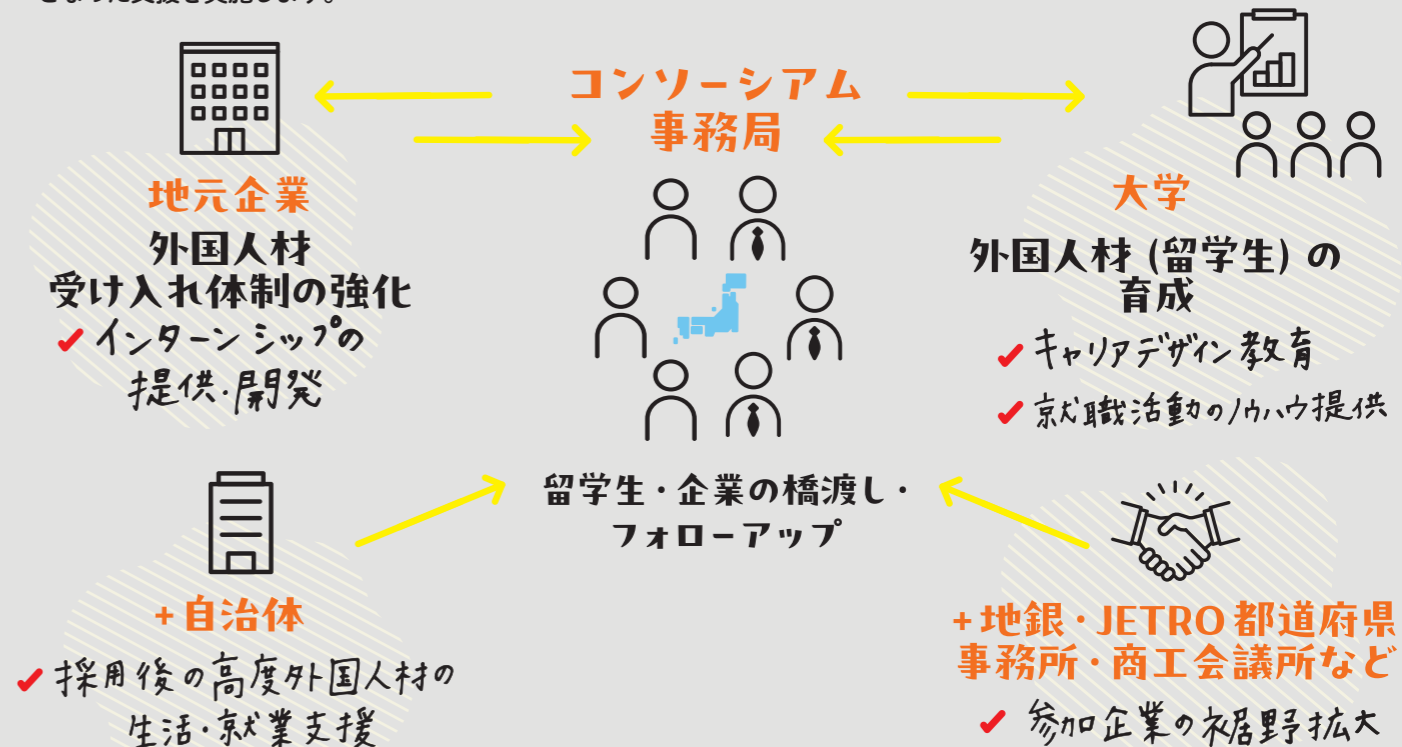 コンソーシアム
事務局
地元企業
外国人材
受け入れ体制の強化
✓インターンシップの
提供・開発
大学
外国人材 (留学生) の
育成
✓キャリアデザイン教育
✓就職活動のノウハウ提供
留学生・企業の橋渡し・
フォローアップ
+自治体
✓採用後の高度外国人材の
生活・就業支援
+地銀・JETRO 都道府県
事務所・商工会議所など
✓参加企業の裾野拡大